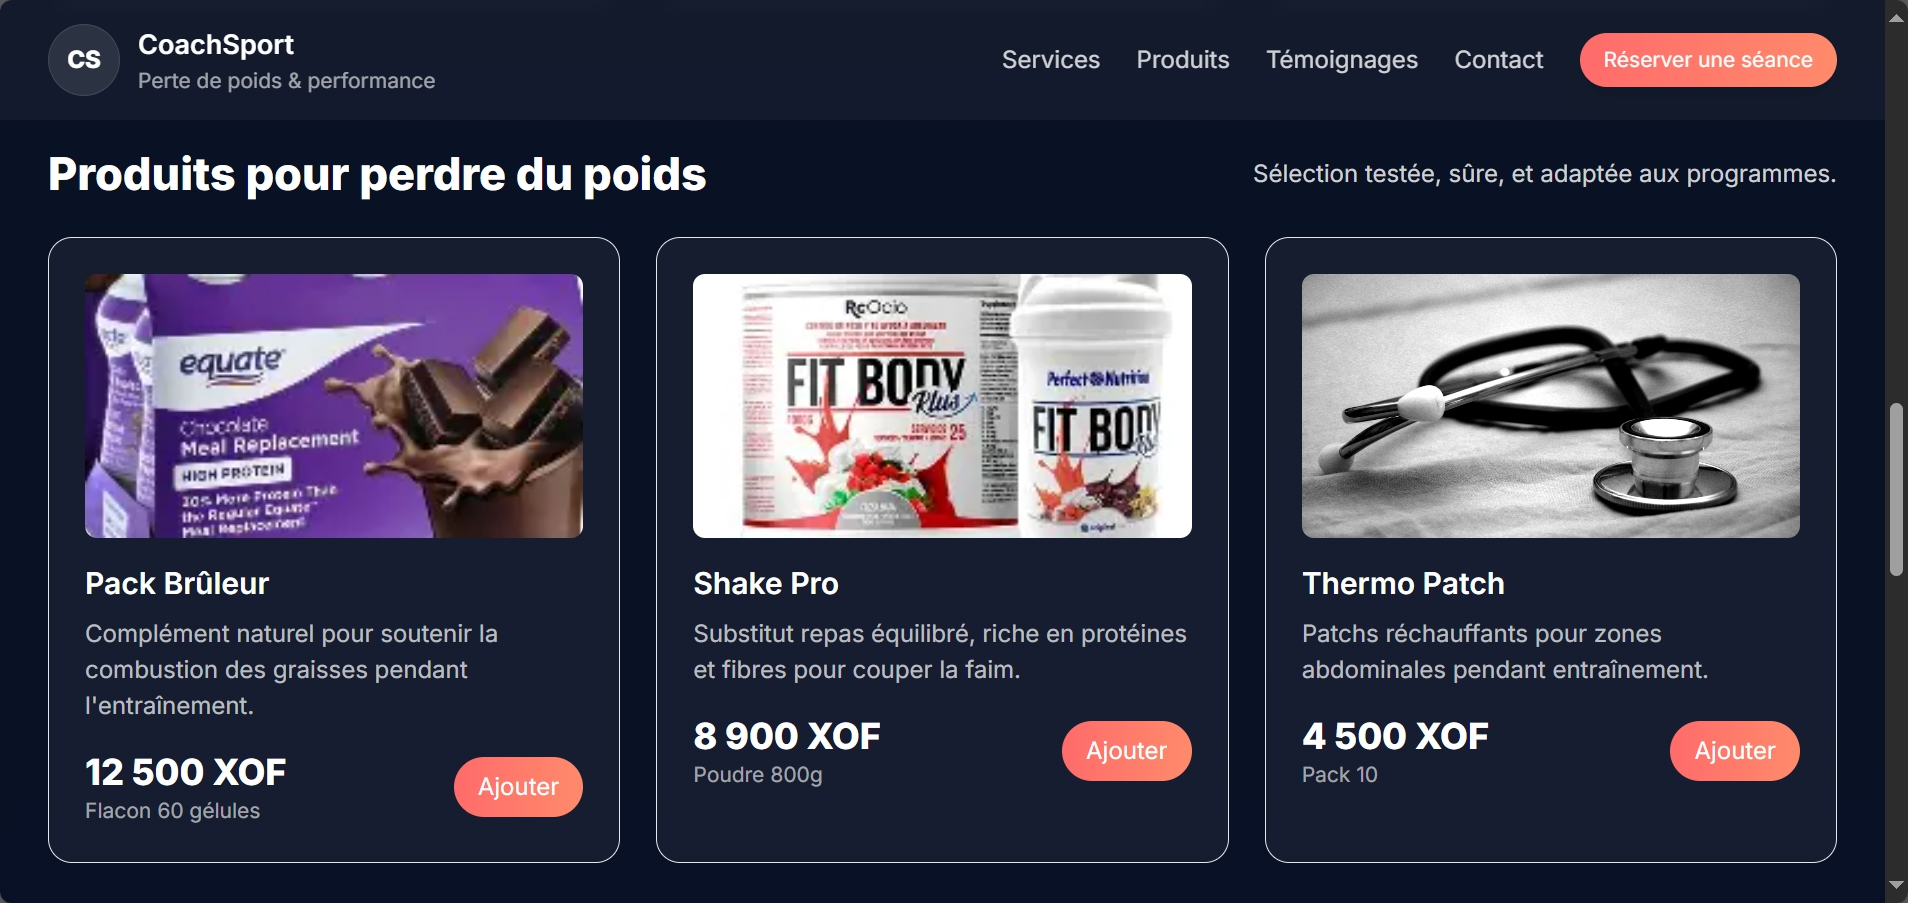 CS
CoachSport
Perte de poids & performance
Services
Produits
Témoignages
Contact
Réserver une séance
Produits pour perdre du poids
Sélection testée, sûre, et adaptée aux programmes.
equate
Chocolate
Meal Replacement
HIGH PROTEIN
30% More Protein Than
the Regular Equate
Meal Replacement
FIT BODY
Plus
25
Perfect Nutrition
FIT BODY
Pack Brûleur
Complément naturel pour soutenir la
combustion des graisses pendant
l'entraînement.
12 500 XOF
Flacon 60 gélules
Ajouter
Shake Pro
Substitut repas équilibré, riche en protéines
et fibres pour couper la faim.
8 900 XOF
Poudre 800g
Ajouter
Thermo Patch
Patchs réchauffants pour zones
abdominales pendant entraînement.
4 500 XOF
Pack 10
Ajouter